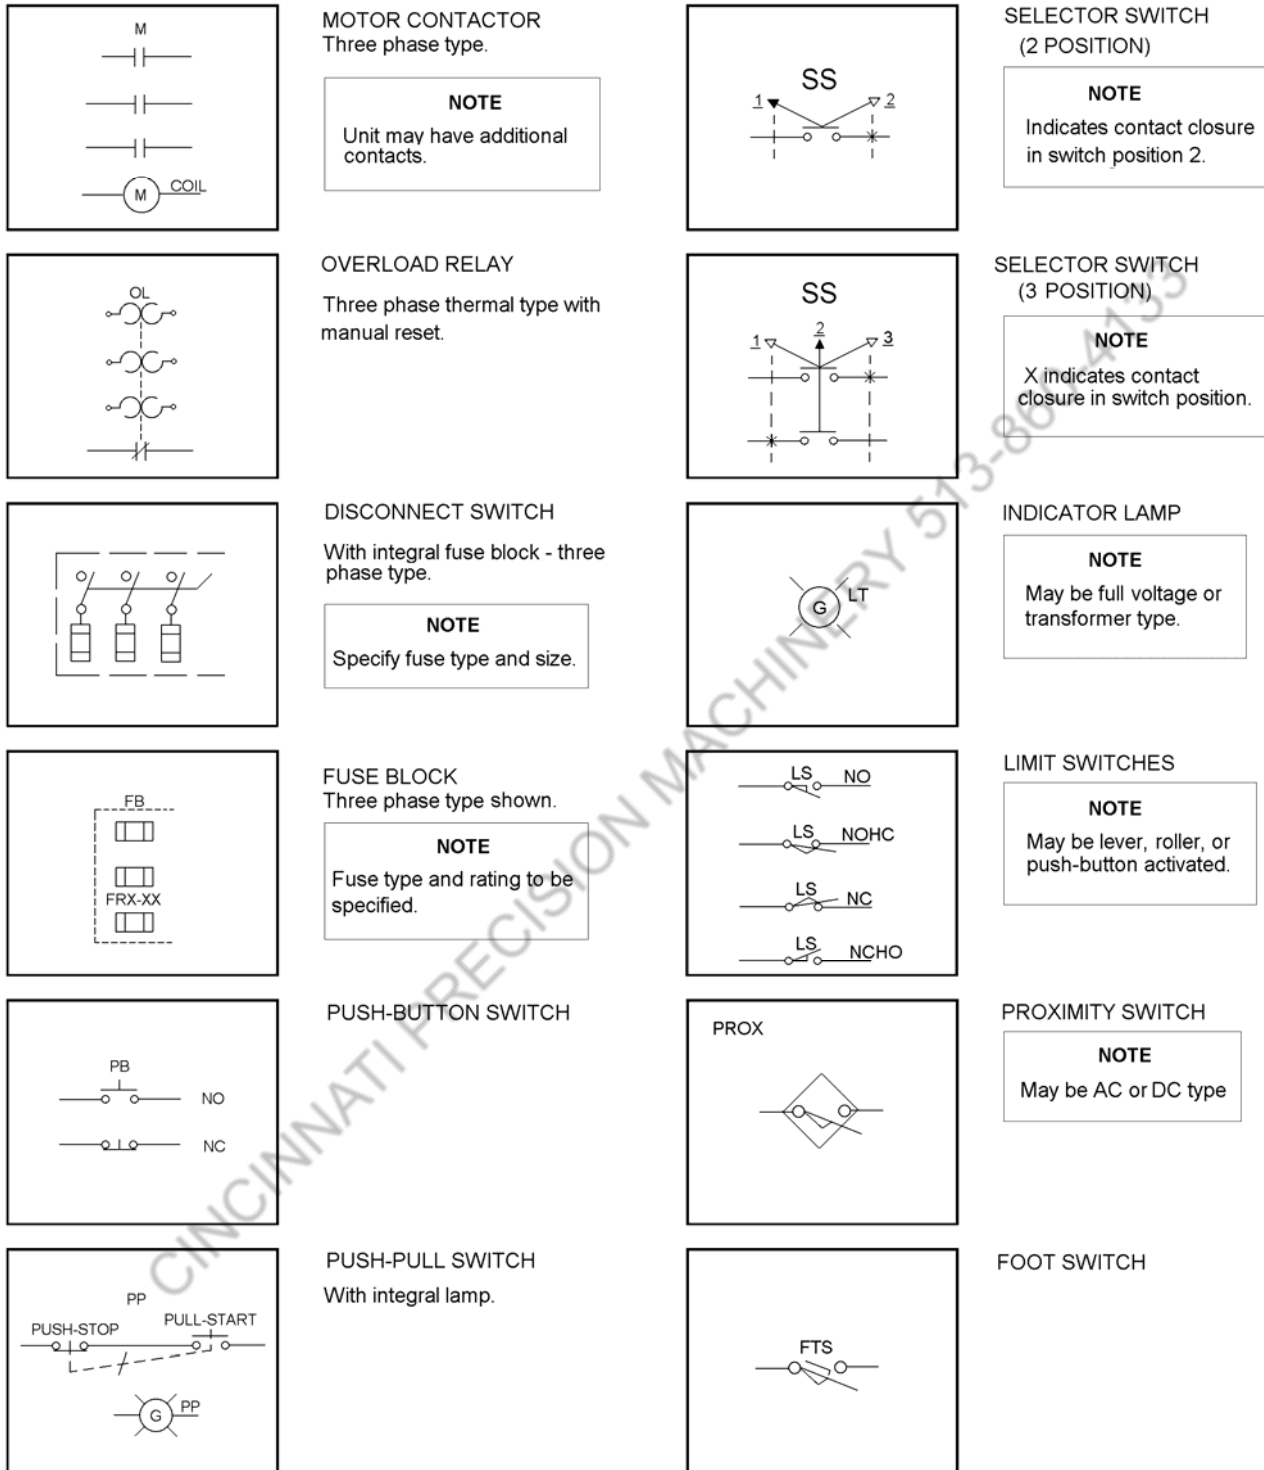 M
COIL
M
MOTOR CONTACTOR
Three phase type.
NOTE
Unit may have additional
contacts.
OL
OVERLOAD RELAY
Three phase thermal type with
manual reset.
DISCONNECT SWITCH
With integral fuse block - three
phase type.
NOTE
Specify fuse type and size.
FB
FRX-XX
FUSE BLOCK
Three phase type shown.
NOTE
Fuse type and rating to be
specified.
PB
NO
NC
PUSH-BUTTON SWITCH
PP
PUSH-STOP
PULL-START
G
PP
PUSH-PULL SWITCH
With integral lamp.
SS
1
2
SELECTOR SWITCH
(2 POSITION)
NOTE
Indicates contact closure
in switch position 2.
SS
1
2
3
SELECTOR SWITCH
(3 POSITION)
NOTE
X indicates contact
closure in switch position.
G
LT
INDICATOR LAMP
NOTE
May be full voltage or
transformer type.
LS NO
LS NOHC
LS NC
LS NCHO
LIMIT SWITCHES
NOTE
May be lever, roller, or
push-button activated.
PROX
PROXIMITY SWITCH
NOTE
May be AC or DC type
FTS
FOOT SWITCH
CINCINNATI PRECISION MACHINERY 513-860-4133